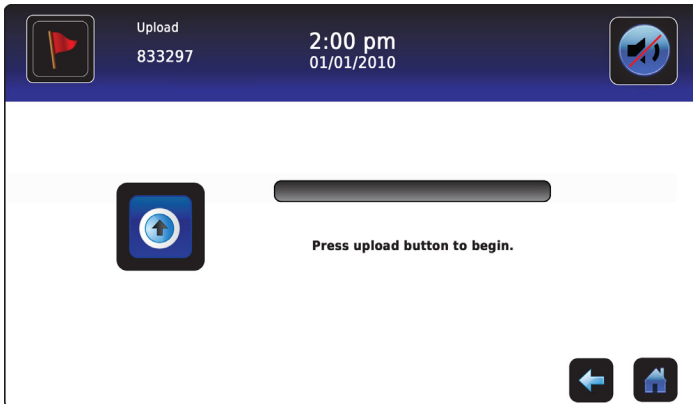 Upload
833297
2:00 pm
01/01/2010
Press upload button to begin.